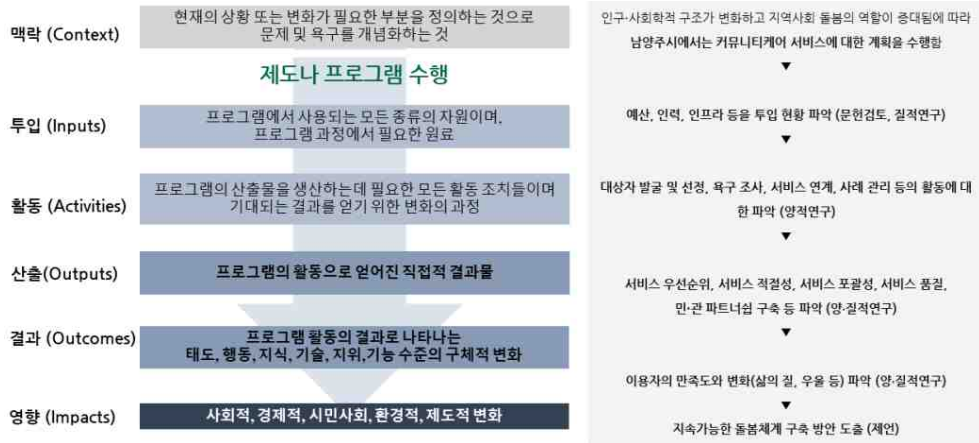 맥락 (Context)
현재의 상황 또는 변화가 필요한 부분을 정의하는 것으로
문제 및 욕구를 개념화하는 것
인구·사회학적 구조가 변화하고 지역사회 돌봄의 역할이 증대됨에 따라
남양주시에서는 커뮤니티케어 서비스에 대한 계획을 수행함
▼
제도나 프로그램 수행
투입 (Inputs)
프로그램에서 사용되는 모든 종류의 자원이며,
프로그램 과정에서 필요한 원료
예산, 인력, 인프라 등을 투입 현황 파악 (문헌검토, 질적연구)
▼
활동 (Activities)
프로그램의 산출물을 생산하는데 필요한 모든 활동 조치들이며
기대되는 결과를 얻기 위한 변화의 과정
대상자 발굴 및 선정, 욕구 조사, 서비스 연계, 사례 관리 등의 활동에 대
한 파악 (양적연구)
▼
산출(Outputs)
프로그램의 활동으로 얻어진 직접적 결과물
서비스 우선순위, 서비스 적절성, 서비스 포괄성, 서비스 품질,
민·관 파트너쉽 구축 등 파악 (양·질적연구)
▼
결과 (Outcomes)
프로그램 활동의 결과로 나타나는
태도, 행동, 지식, 기술, 지위,기능 수준의 구체적 변화
이용자의 만족도와 변화(삶의 질, 우울 등) 파악 (양·질적연구)
▼
영향 (Impacts)
사회적, 경제적, 시민사회, 환경적, 제도적 변화
지속가능한 돌봄체계 구축 방안 도출 (제언)